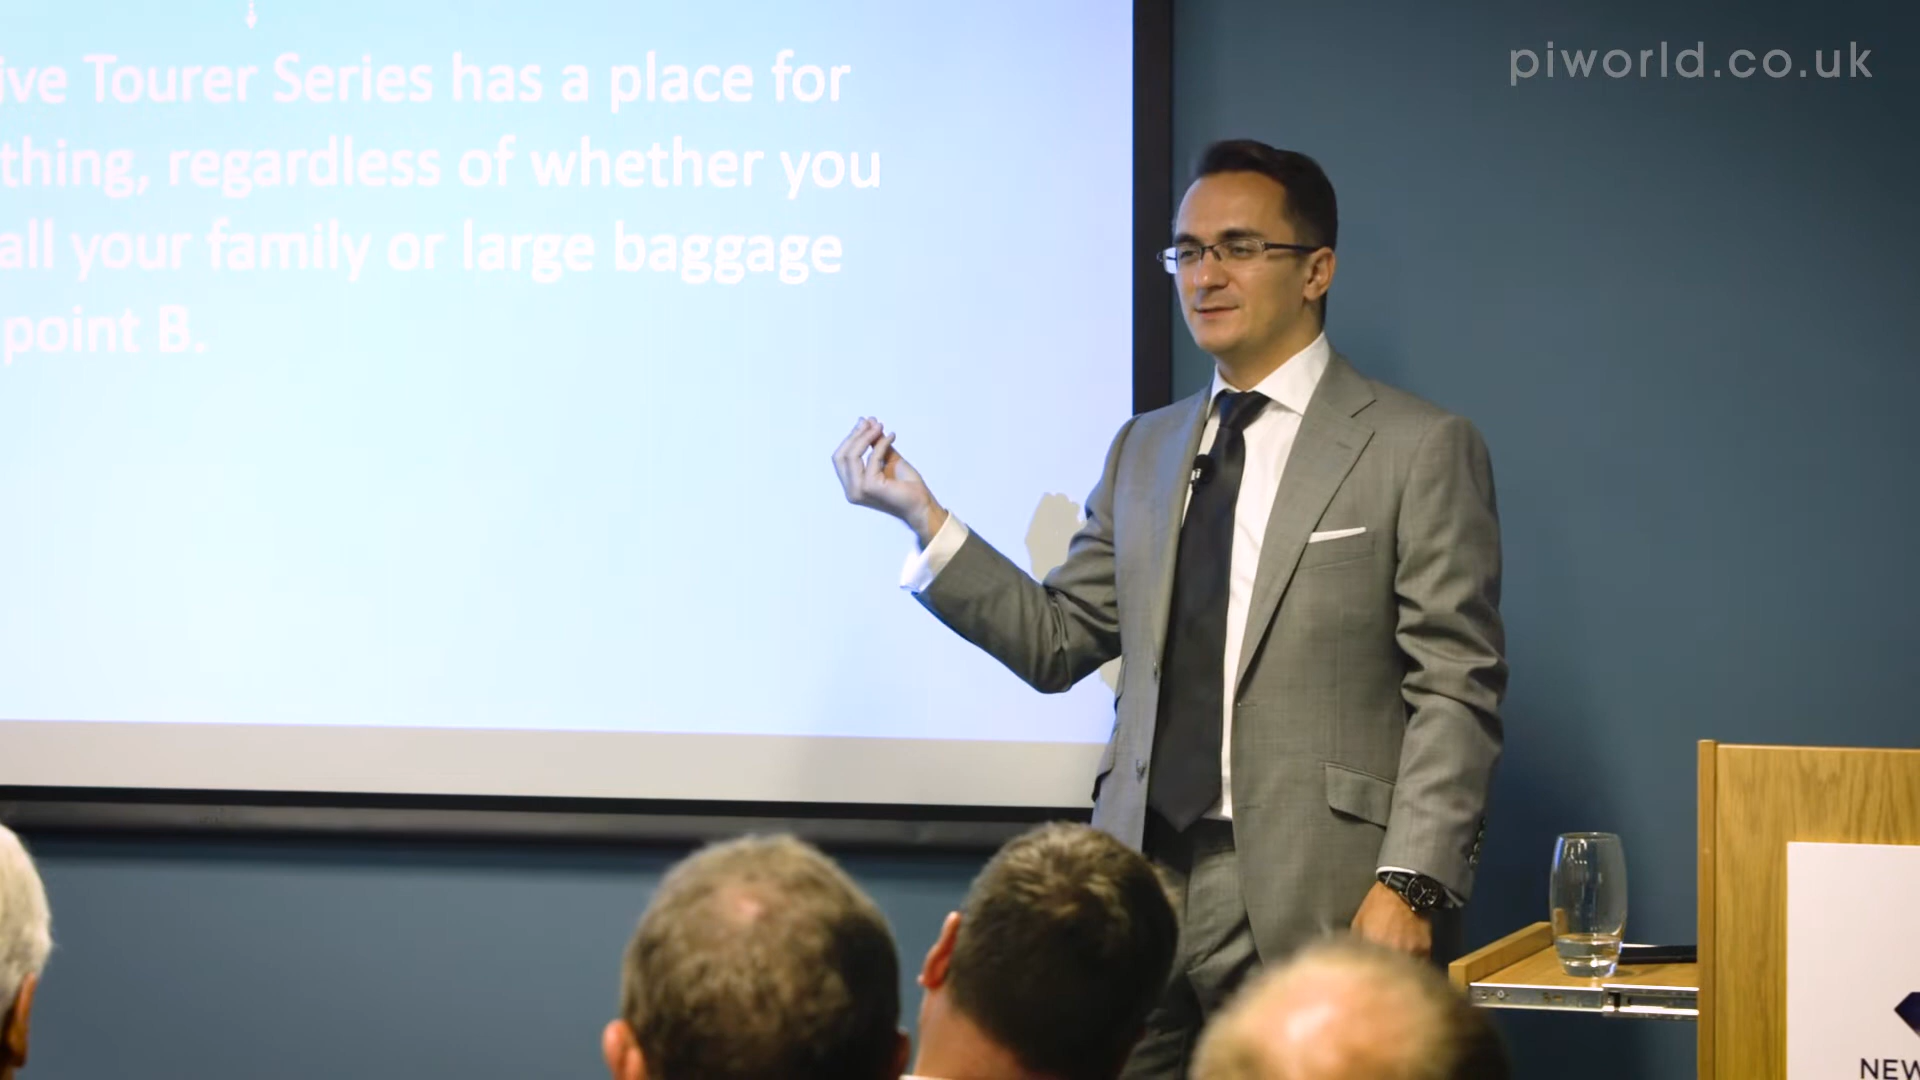 piworld.co.uk
ive Tourer Series has a place for
thing, regardless of whether you
all your family or large baggage
point B.
NEW